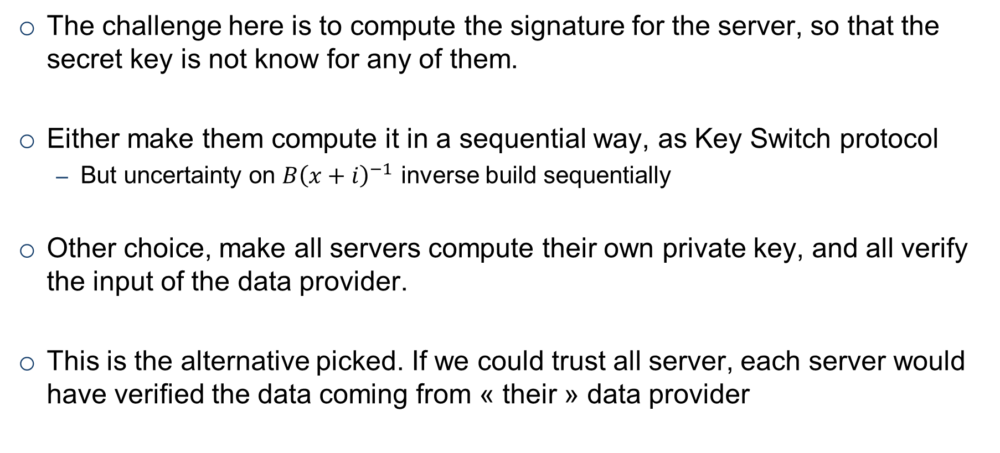 ○ The challenge here is to compute the signature for the server, so that the
secret key is not know for any of them.
○ Either make them compute it in a sequential way, as Key Switch protocol
– But uncertainty on B(x + i)⁻¹ inverse build sequentially
○ Other choice, make all servers compute their own private key, and all verify
the input of the data provider.
○ This is the alternative picked. If we could trust all server, each server would
have verified the data coming from « their » data provider